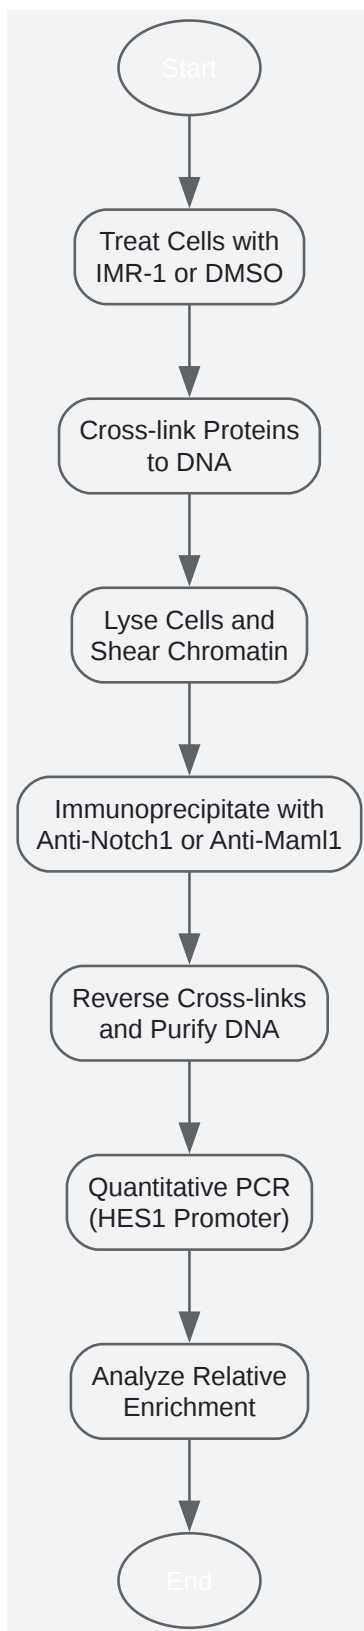 Start
Treat Cells with
IMR-1 or DMSO
Cross-link Proteins
to DNA
Lyse Cells and
Shear Chromatin
Immunoprecipitate with
Anti-Notch1 or Anti-Maml1
Reverse Cross-links
and Purify DNA
Quantitative PCR
(HES1 Promoter)
Analyze Relative
Enrichment
End